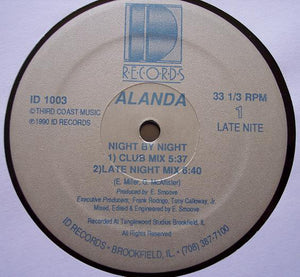 ID
RECORDS
ID 1003
ALANDA
33 1/3 RPM
©THIRD COAST MUSIC
℗1990 ID RECORDS
1
LATE NITE
NIGHT BY NIGHT
1) CLUB MIX 5:37
2)LATE NIGHT MIX 6:40
(E. Miller, G. McAllister)
Produced by E. Smoove
Executive Producers, Frank Rodrigo, Tony Calloway, Jr.
Mixed, Edited & Engineered by E. Smoove
Recorded At Tanglewood Studios Brookfield, IL
All Rights Reserved
ID RECORDS - BROOKFIELD, IL. - (708) 387-7100